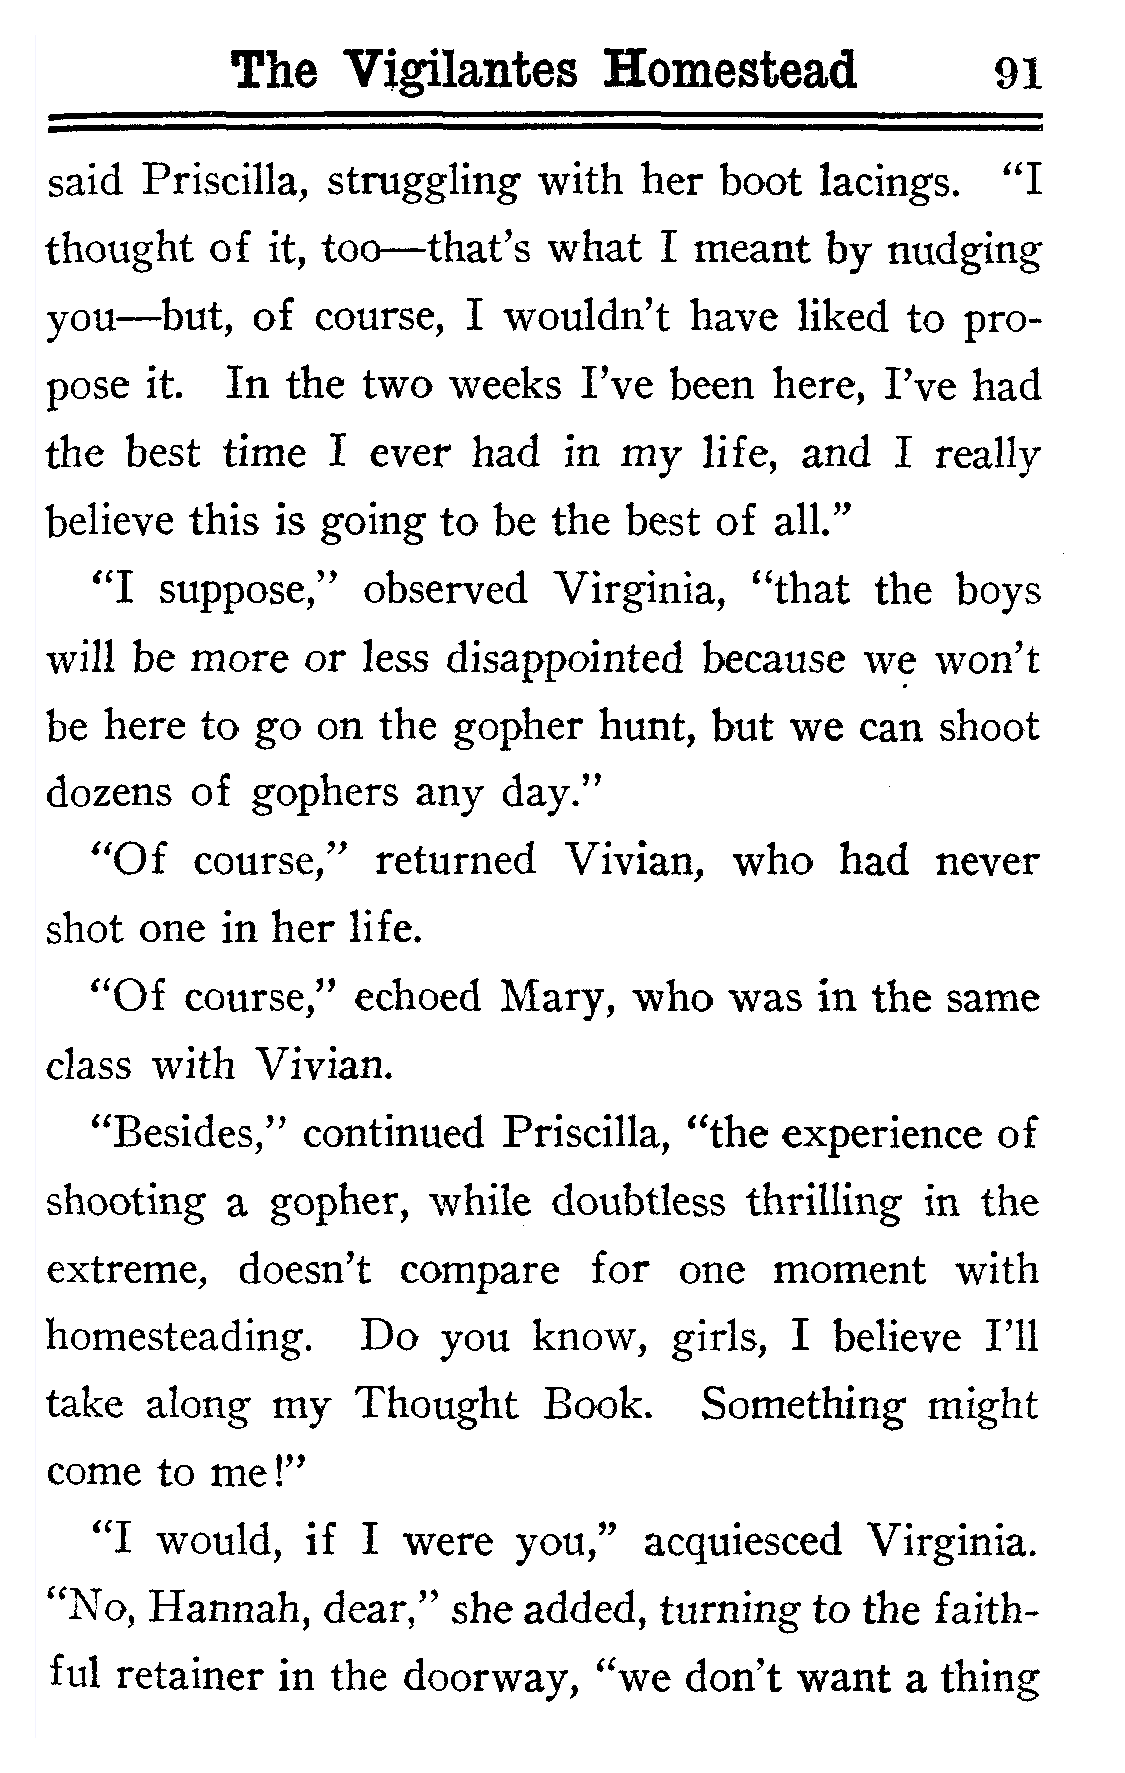 The Vigilantes Homestead 91
said Priscilla, struggling with her boot lacings. "I
thought of it, too—that's what I meant by nudging
you—but, of course, I wouldn't have liked to pro-
pose it. In the two weeks I've been here, I've had
the best time I ever had in my life, and I really
believe this is going to be the best of all."
"I suppose," observed Virginia, "that the boys
will be more or less disappointed because we won't
be here to go on the gopher hunt, but we can shoot
dozens of gophers any day."
"Of course," returned Vivian, who had never
shot one in her life.
"Of course," echoed Mary, who was in the same
class with Vivian.
"Besides," continued Priscilla, "the experience of
shooting a gopher, while doubtless thrilling in the
extreme, doesn't compare for one moment with
homesteading. Do you know, girls, I believe I'll
take along my Thought Book. Something might
come to me!"
"I would, if I were you," acquiesced Virginia.
"No, Hannah, dear," she added, turning to the faith-
ful retainer in the doorway, "we don't want a thing